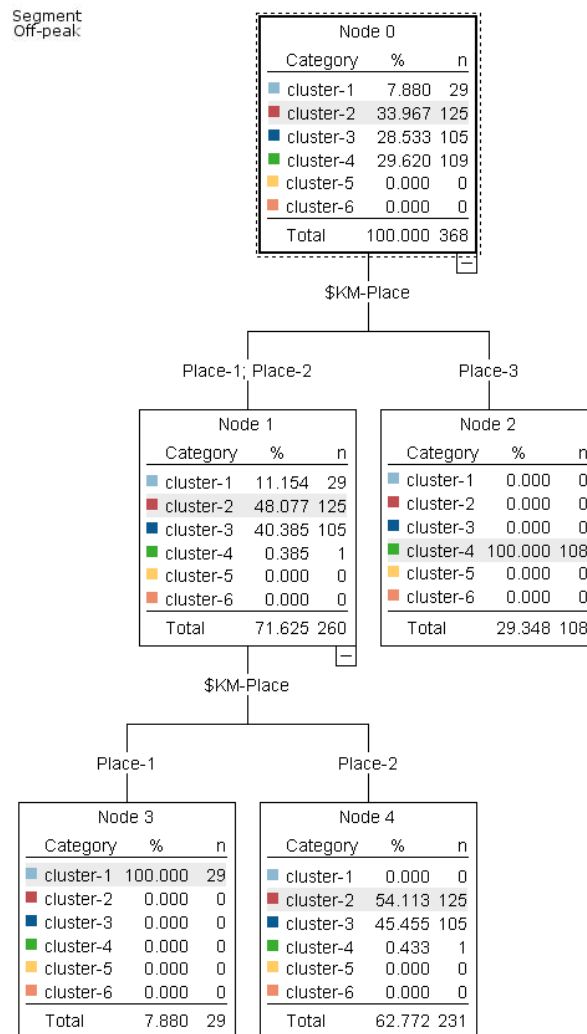 Segment
Off-peak
Node 0
Category % n
cluster-1 7.880 29
cluster-2 33.967 125
cluster-3 28.533 105
cluster-4 29.620 109
cluster-5 0.000 0
cluster-6 0.000 0
Total 100.000 368
$KM-Place
Place-1; Place-2
Place-3
Node 1
Category % n
cluster-1 11.154 29
cluster-2 48.077 125
cluster-3 40.385 105
cluster-4 0.385 1
cluster-5 0.000 0
cluster-6 0.000 0
Total 71.625 260
Node 2
Category % n
cluster-1 0.000 0
cluster-2 0.000 0
cluster-3 0.000 0
cluster-4 100.000 108
cluster-5 0.000 0
cluster-6 0.000 0
Total 29.348 108
$KM-Place
Place-1
Place-2
Node 3
Category % n
cluster-1 100.000 29
cluster-2 0.000 0
cluster-3 0.000 0
cluster-4 0.000 0
cluster-5 0.000 0
cluster-6 0.000 0
Total 7.880 29
Node 4
Category % n
cluster-1 0.000 0
cluster-2 54.113 125
cluster-3 45.455 105
cluster-4 0.433 1
cluster-5 0.000 0
cluster-6 0.000 0
Total 62.772 231